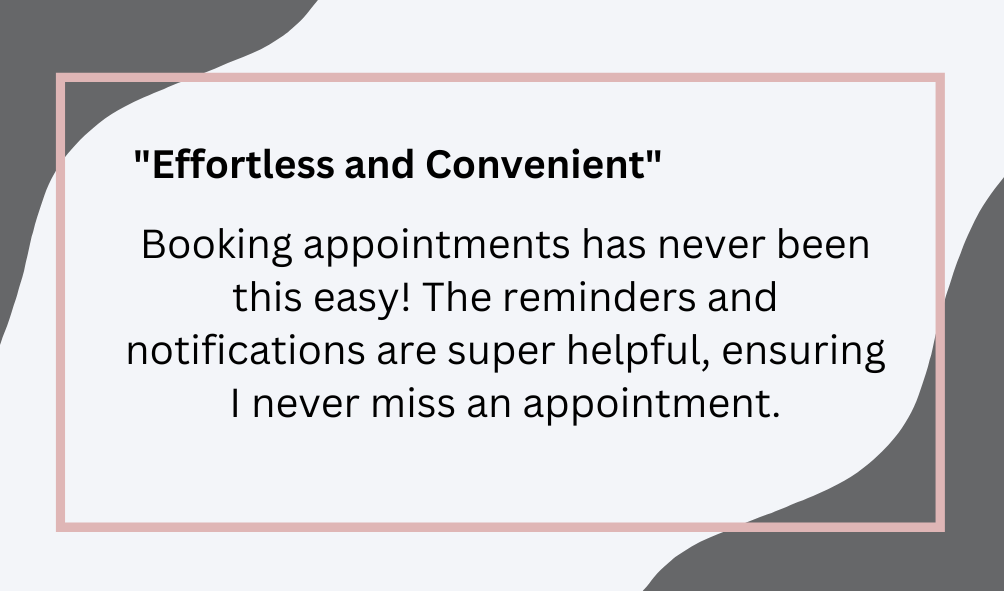 "Effortless and Convenient"
Booking appointments has never been
this easy! The reminders and
notifications are super helpful, ensuring
I never miss an appointment.